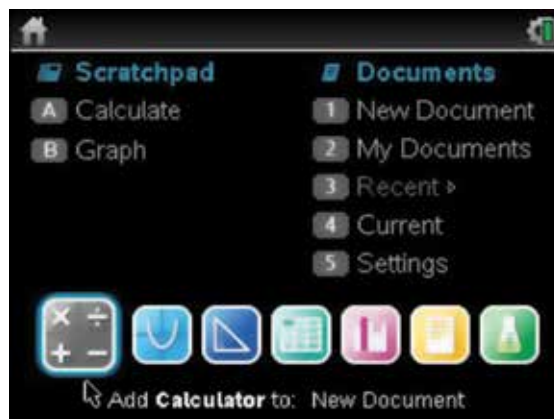 Scratchpad
A Calculate
B Graph
Documents
1 New Document
2 My Documents
3 Recent ▹
4 Current
5 Settings
Add Calculator to: New Document